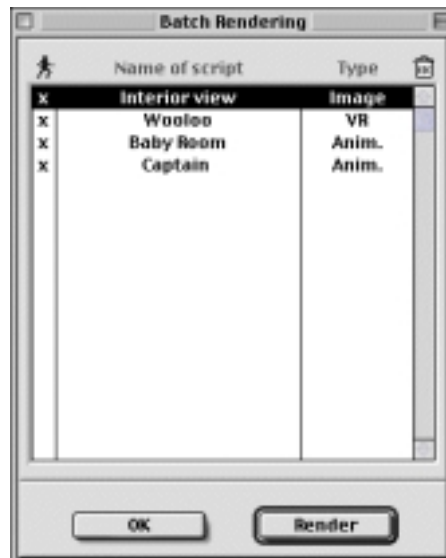 Batch Rendering
Name of script Type
x Interior view Image
x Wooloo VR
x Baby Room Anim.
x Captain Anim.
OK Render